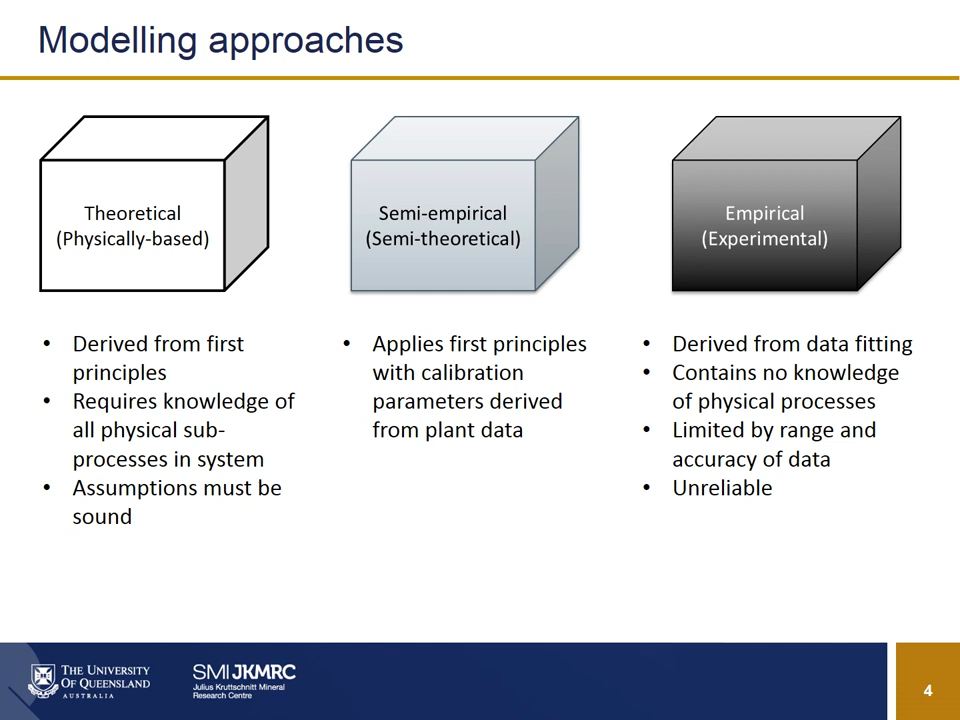 Modelling approaches
Theoretical
(Physically-based)
Semi-empirical
(Semi-theoretical)
Empirical
(Experimental)
• Derived from first
principles
• Requires knowledge of
all physical sub-
processes in system
• Assumptions must be
sound
• Applies first principles
with calibration
parameters derived
from plant data
• Derived from data fitting
• Contains no knowledge
of physical processes
• Limited by range and
accuracy of data
• Unreliable
THE UNIVERSITY
OF QUEENSLAND
AUSTRALIA
SMI JKMRC
Julius Kruttschnitt Mineral
Research Centre
4